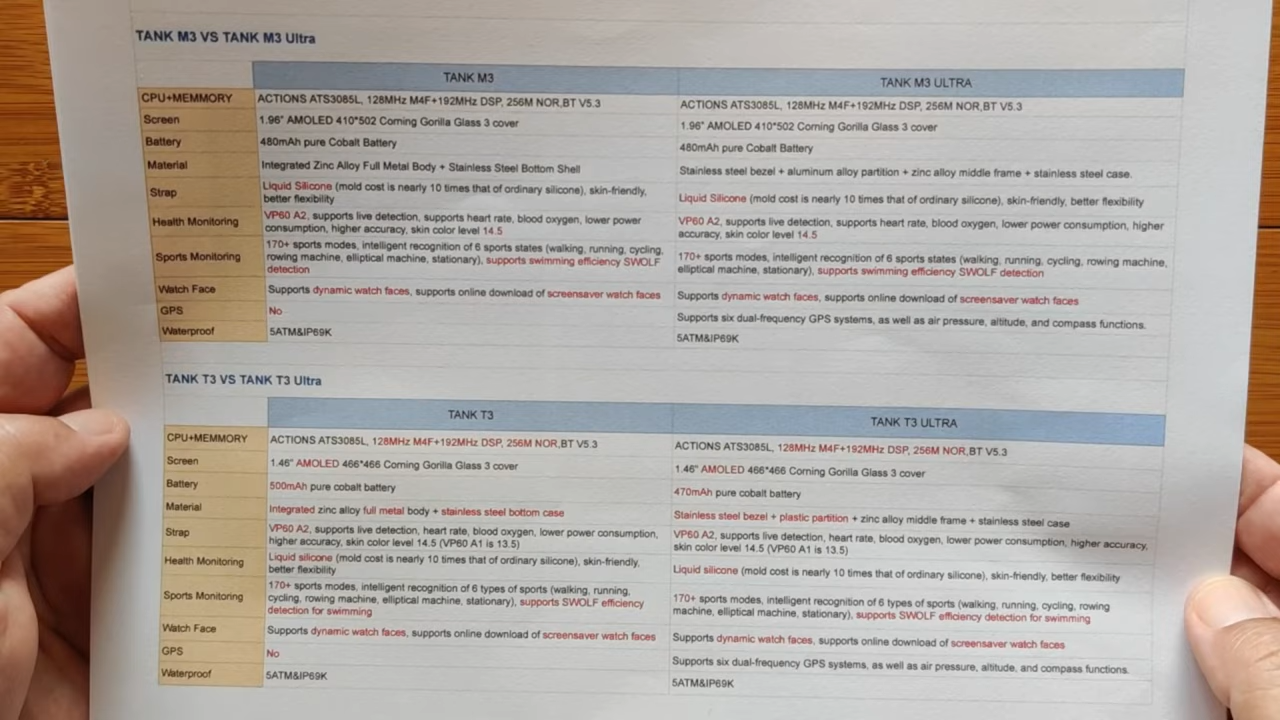 TANK M3 VS TANK M3 Ultra
TANK M3 TANK M3 ULTRA
CPU+MEMMORY ACTIONS ATS3085L, 128MHz M4F+192MHz DSP, 256M NOR,BT V5.3 ACTIONS ATS3085L, 128MHz M4F+192MHz DSP, 256M NOR,BT V5.3
Screen 1.96" AMOLED 410*502 Corning Gorilla Glass 3 cover 1.96" AMOLED 410*502 Corning Gorilla Glass 3 cover
Battery 480mAh pure Cobalt Battery 480mAh pure Cobalt Battery
Material Integrated Zinc Alloy Full Metal Body + Stainless Steel Bottom Shell Stainless steel bezel + aluminum alloy partition + zinc alloy middle frame + stainless steel case.
Strap Liquid Silicone (mold cost is nearly 10 times that of ordinary silicone), skin-friendly, 
better flexibility
Liquid Silicone (mold cost is nearly 10 times that of ordinary silicone), skin-friendly, better flexibility
Health Monitoring VP60 A2, supports live detection, supports heart rate, blood oxygen, lower power
consumption, higher accuracy, skin color level 14.5
VP60 A2, supports live detection, supports heart rate, blood oxygen, lower power consumption, higher
accuracy, skin color level 14.5
Sports Monitoring 170+ sports modes, intelligent recognition of 6 sports states (walking, running, cycling,
rowing machine, elliptical machine, stationary), supports swimming efficiency SWOLF
detection
170+ sports modes, intelligent recognition of 6 sports states (walking, running, cycling, rowing machine,
elliptical machine, stationary), supports swimming efficiency SWOLF detection
Watch Face Supports dynamic watch faces, supports online download of screensaver watch faces Supports dynamic watch faces, supports online download of screensaver watch faces
GPS No Supports six dual-frequency GPS systems, as well as air pressure, altitude, and compass functions.
Waterproof 5ATM&IP69K 5ATM&IP69K
TANK T3 VS TANK T3 Ultra
TANK T3 TANK T3 ULTRA
CPU+MEMMORY ACTIONS ATS3085L, 128MHz M4F+192MHz DSP, 256M NOR,BT V5.3 ACTIONS ATS3085L, 128MHz M4F+192MHz DSP, 256M NOR,BT V5.3
Screen 1.46" AMOLED 466*466 Corning Gorilla Glass 3 cover 1.46" AMOLED 466*466 Corning Gorilla Glass 3 cover
Battery 500mAh pure cobalt battery 470mAh pure cobalt battery
Material Integrated zinc alloy full metal body + stainless steel bottom case Stainless steel bezel + plastic partition + zinc alloy middle frame + stainless steel case
Strap VP60 A2, supports live detection, heart rate, blood oxygen, lower power consumption,
higher accuracy, skin color level 14.5 (VP60 A1 is 13.5)
VP60 A2, supports live detection, heart rate, blood oxygen, lower power consumption, higher accuracy,
skin color level 14.5 (VP60 A1 is 13.5)
Health Monitoring Liquid silicone (mold cost is nearly 10 times that of ordinary silicone), skin-friendly,
better flexibility
Liquid silicone (mold cost is nearly 10 times that of ordinary silicone), skin-friendly, better flexibility
Sports Monitoring 170+ sports modes, intelligent recognition of 6 types of sports (walking, running,
cycling, rowing machine, elliptical machine, stationary), supports SWOLF efficiency
detection for swimming
170+ sports modes, intelligent recognition of 6 types of sports (walking, running, cycling, rowing
machine, elliptical machine, stationary), supports SWOLF efficiency detection for swimming
Watch Face Supports dynamic watch faces, supports online download of screensaver watch faces Supports dynamic watch faces, supports online download of screensaver watch faces
GPS No Supports six dual-frequency GPS systems, as well as air pressure, altitude, and compass functions.
Waterproof 5ATM&IP69K 5ATM&IP69K